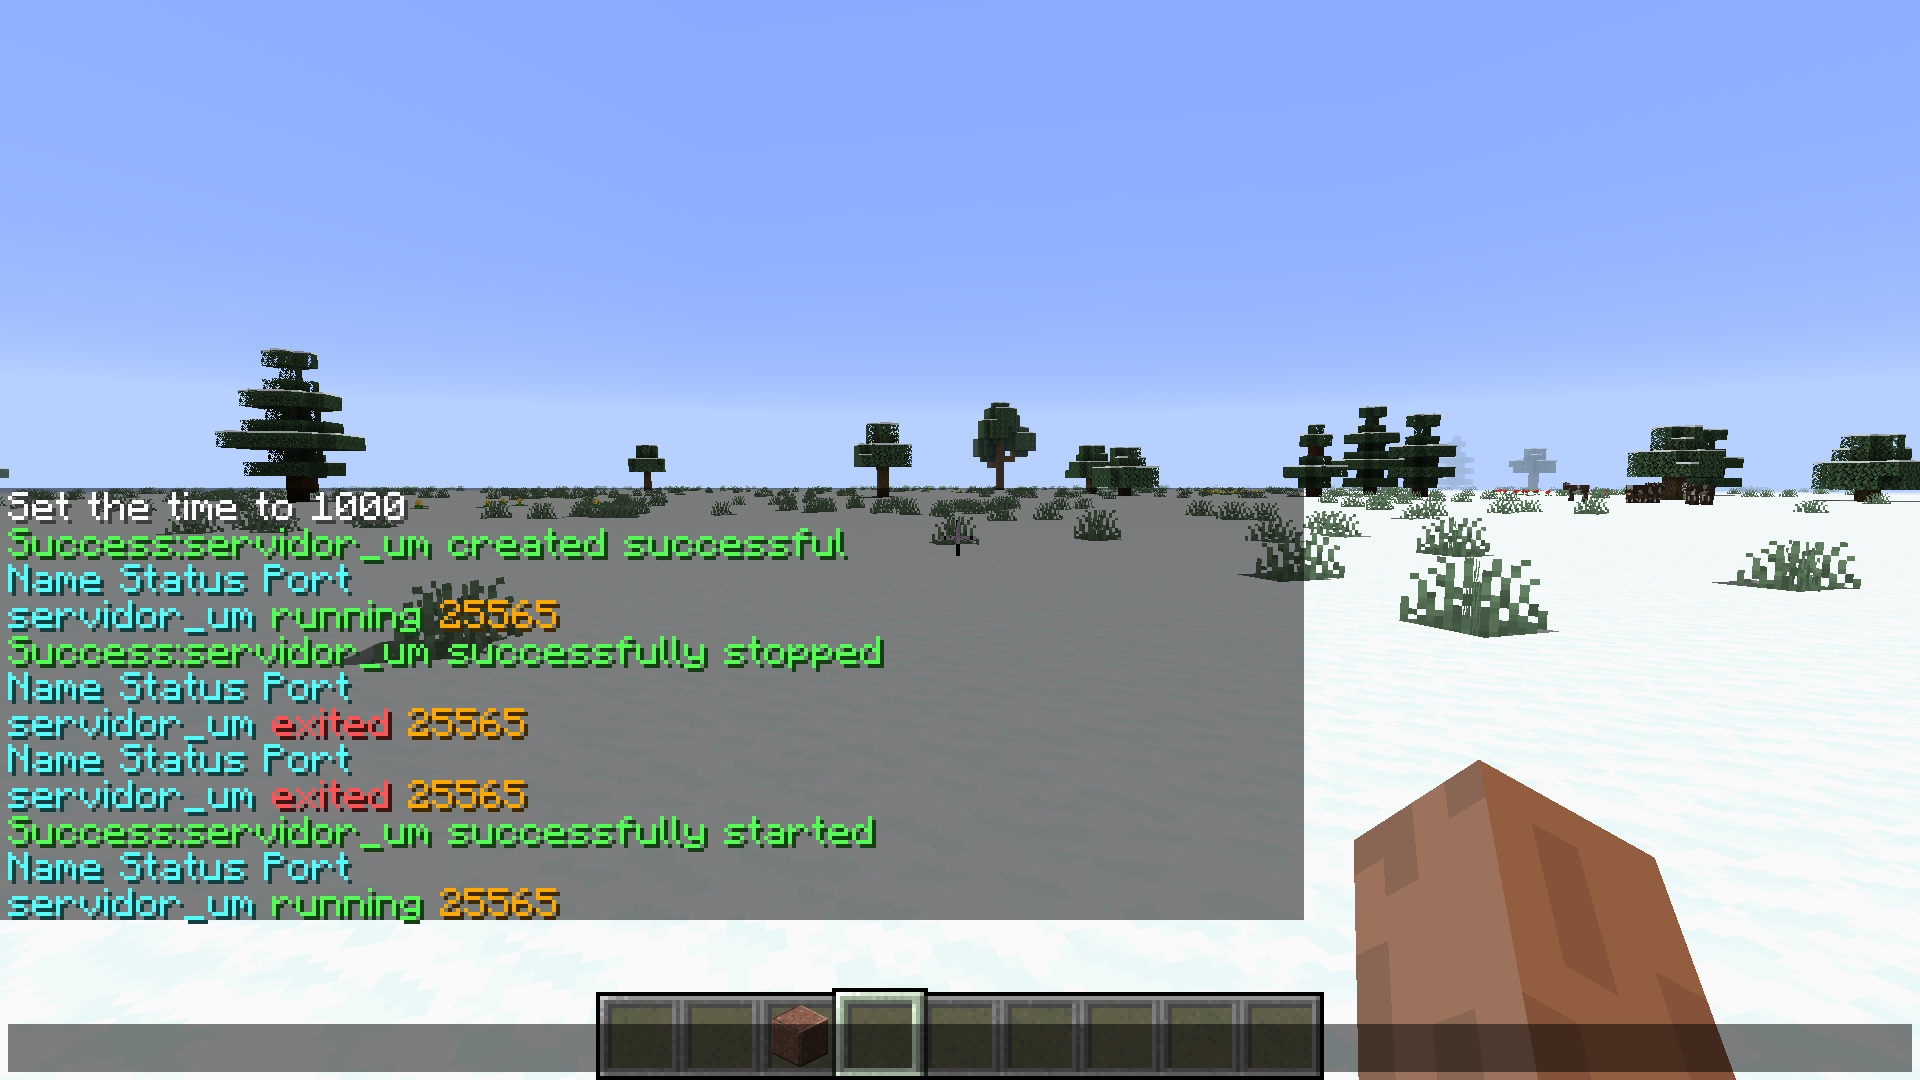 Set the time to 1000
Success:servidor_um created successful
Name Status Port
servidor_um running 25565
Success:servidor_um successfully stopped
Name Status Port
servidor_um exited 25565
Name Status Port
servidor_um exited 25565
Success:servidor_um successfully started
Name Status Port
servidor_um running 25565